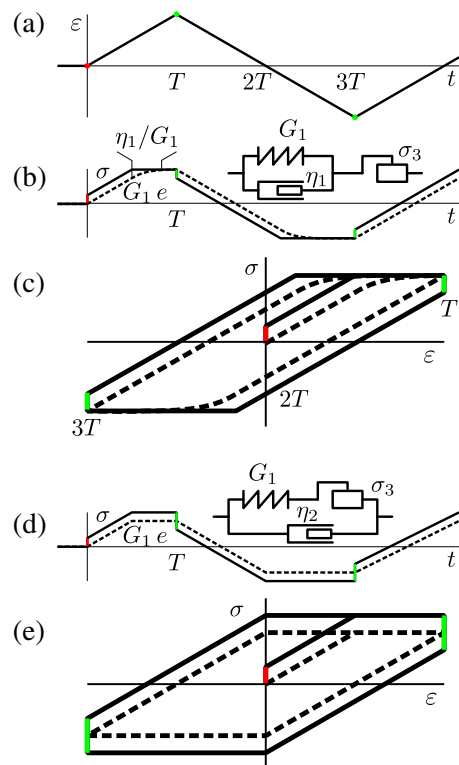 (a) ε
T 2T 3T t
(b) σ η₁/G₁ G₁ η₁ σ₃
G₁ e T t
(c) σ
T
ε
3T 2T
(d) σ G₁ η₂ σ₃
G₁ e T t
(e) σ
ε